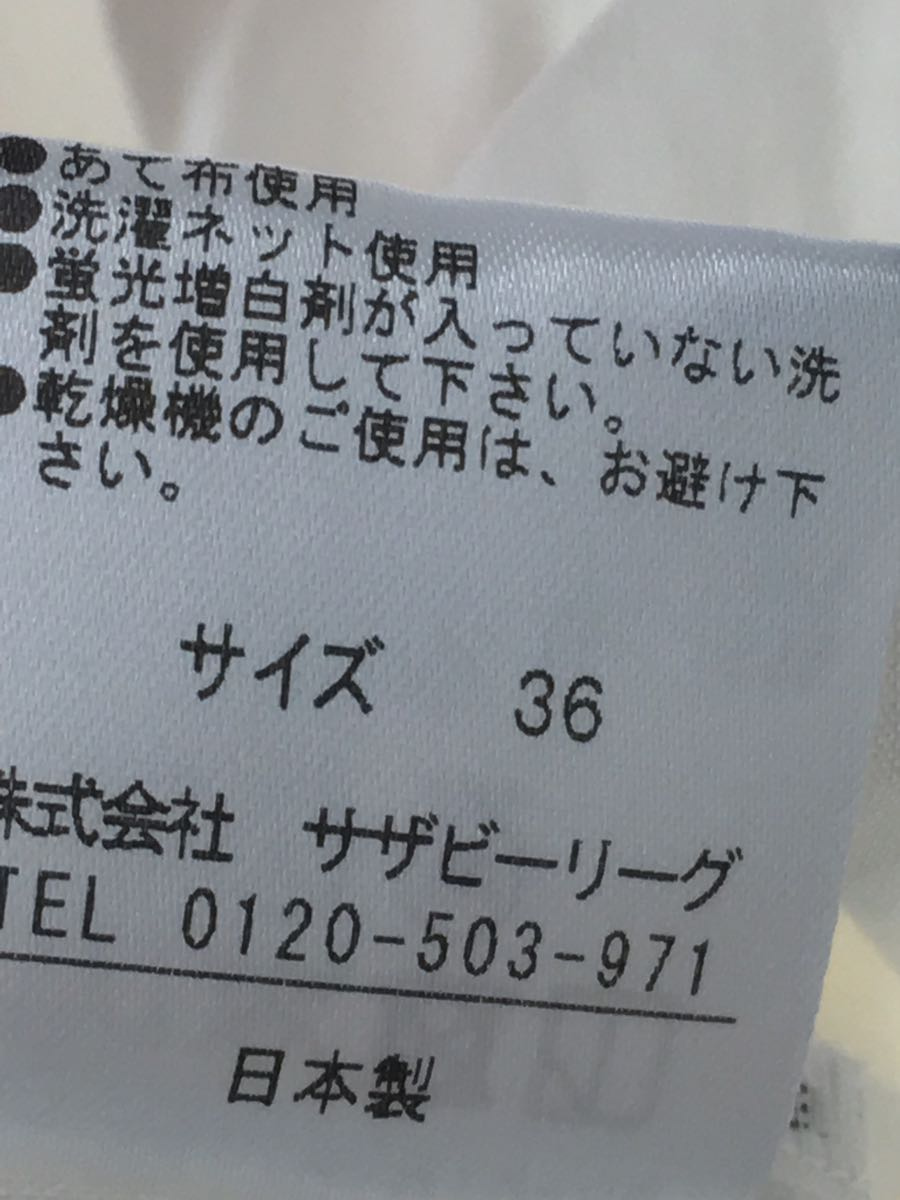 ●あて布使用
●洗濯ネット使用
●蛍光増白剤が入っていない洗
剤を使用して下さい。
●乾燥機のご使用は、お避け下
さい。
サイズ 36
株式会社 サザビーリーグ
TEL 0120-503-971
日本製